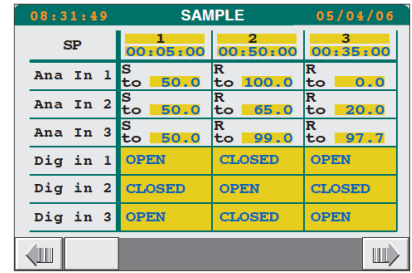 08:31:49 SAMPLE 05/04/06
SP 1 2 3
00:05:00 00:50:00 00:35:00
Ana In 1 S to 50.0 R to 100.0 R to 0.0
Ana In 2 S to 50.0 R to 65.0 R to 20.0
Ana In 3 S to 50.0 R to 99.0 R to 97.7
Dig in 1 OPEN CLOSED OPEN
Dig in 2 CLOSED OPEN CLOSED
Dig in 3 OPEN CLOSED OPEN